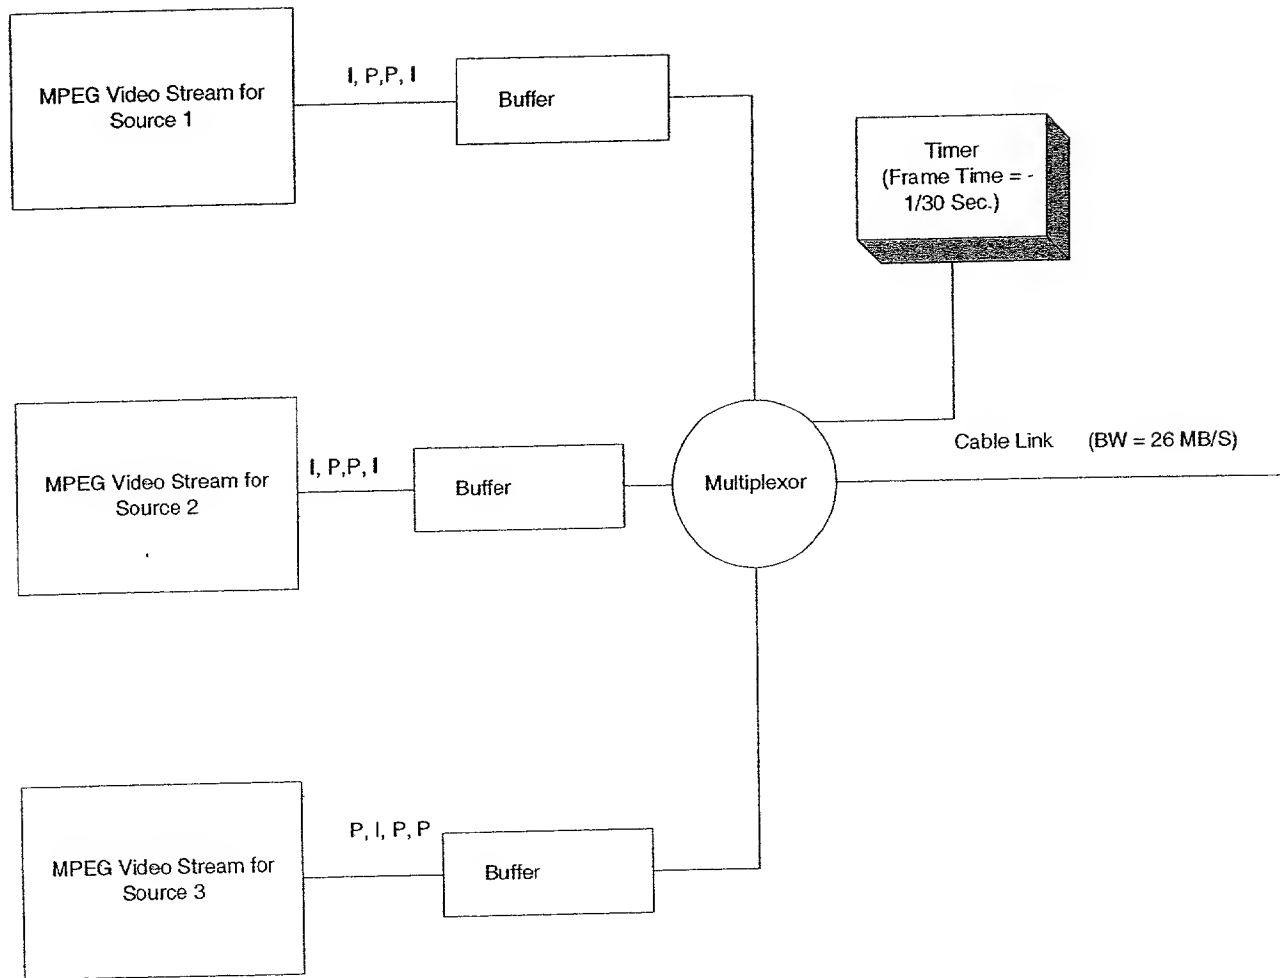 MPEG Video Stream for
Source 1
I, P,P, I
Buffer
Timer
(Frame Time = -
1/30 Sec.)
Cable Link (BW = 26 MB/S)
MPEG Video Stream for
Source 2
I, P,P, I
Buffer
Multiplexor
MPEG Video Stream for
Source 3
P, I, P, P
Buffer